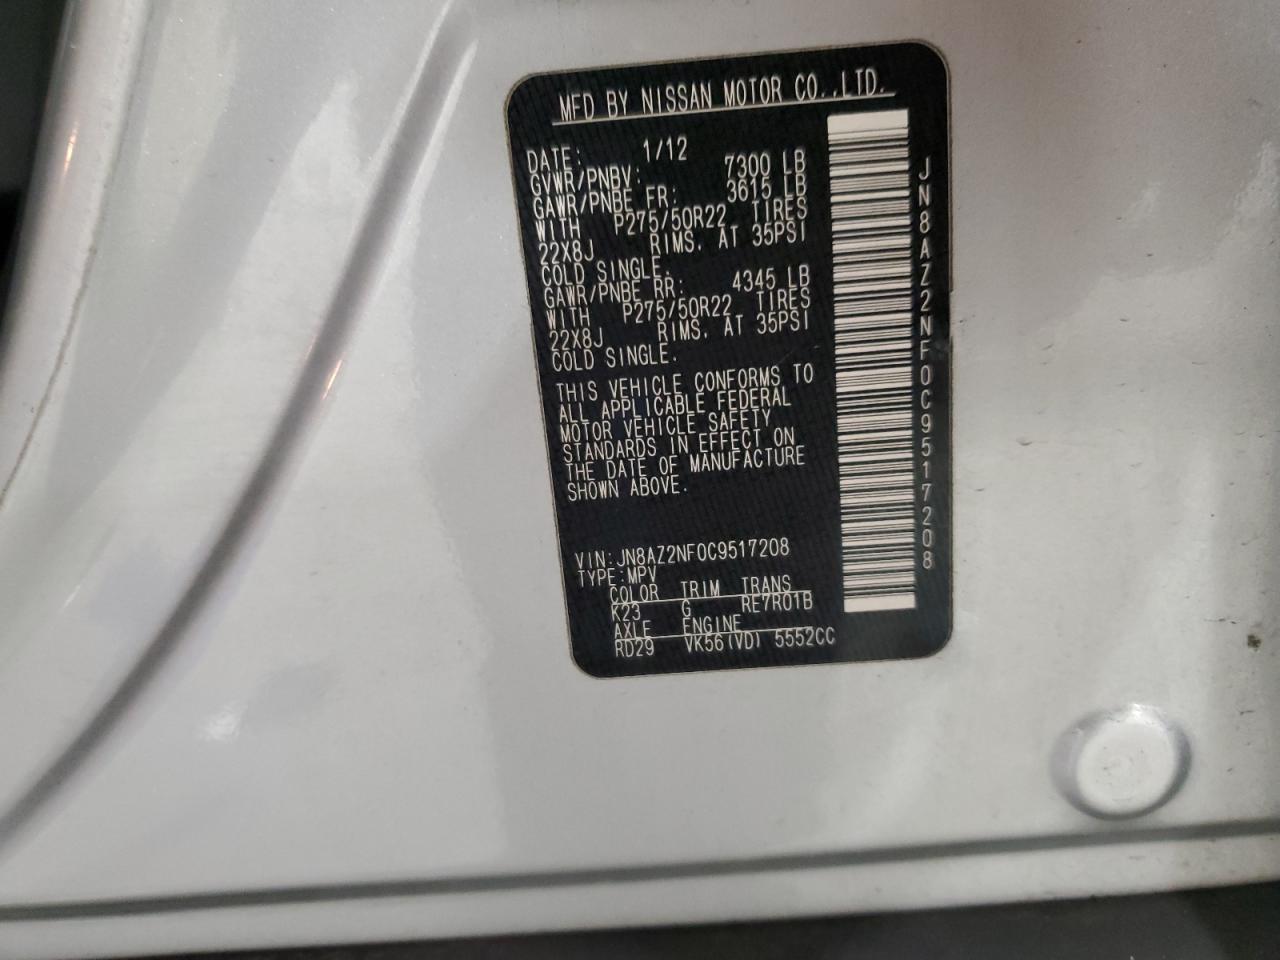 MFD BY NISSAN MOTOR CO.,LTD.
DATE: 1/12
GVWR/PNBV: 7300 LB
GAWR/PNBE FR: 3615 LB
WITH P275/50R22 TIRES
22X8J RIMS. AT 35PSI
COLD SINGLE.
GAWR/PNBE RR: 4345 LB
WITH P275/50R22 TIRES
22X8J RIMS. AT 35PSI
COLD SINGLE.
THIS VEHICLE CONFORMS TO
ALL APPLICABLE FEDERAL
MOTOR VEHICLE SAFETY
STANDARDS IN EFFECT ON
THE DATE OF MANUFACTURE
SHOWN ABOVE.
VIN:JN8AZ2NF0C9517208
TYPE:MPV
COLOR TRIM TRANS
K23 G RE7R01B
AXLE ENGINE
RD29 VK56(VD) 5552CC
JN8AZ2NF0C9517208